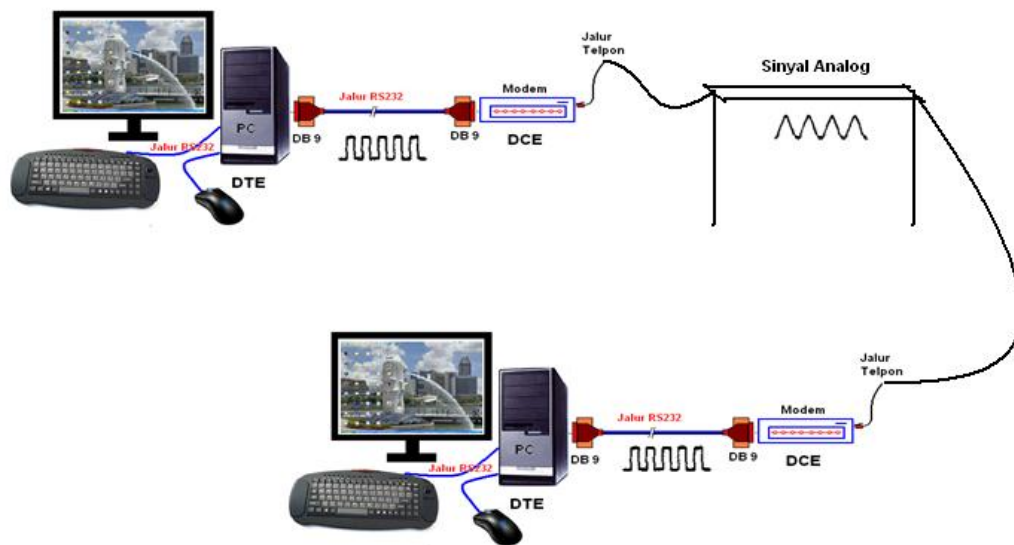 Jalur
Telpon
Sinyal Analog
Jalur RS232
Modem
PC
DB 9
DB 9
DCE
Jalur RS232
DTE
Jalur
Telpon
Jalur RS232
Modem
PC
DB 9
DB 9
DCE
Jalur RS232
DTE